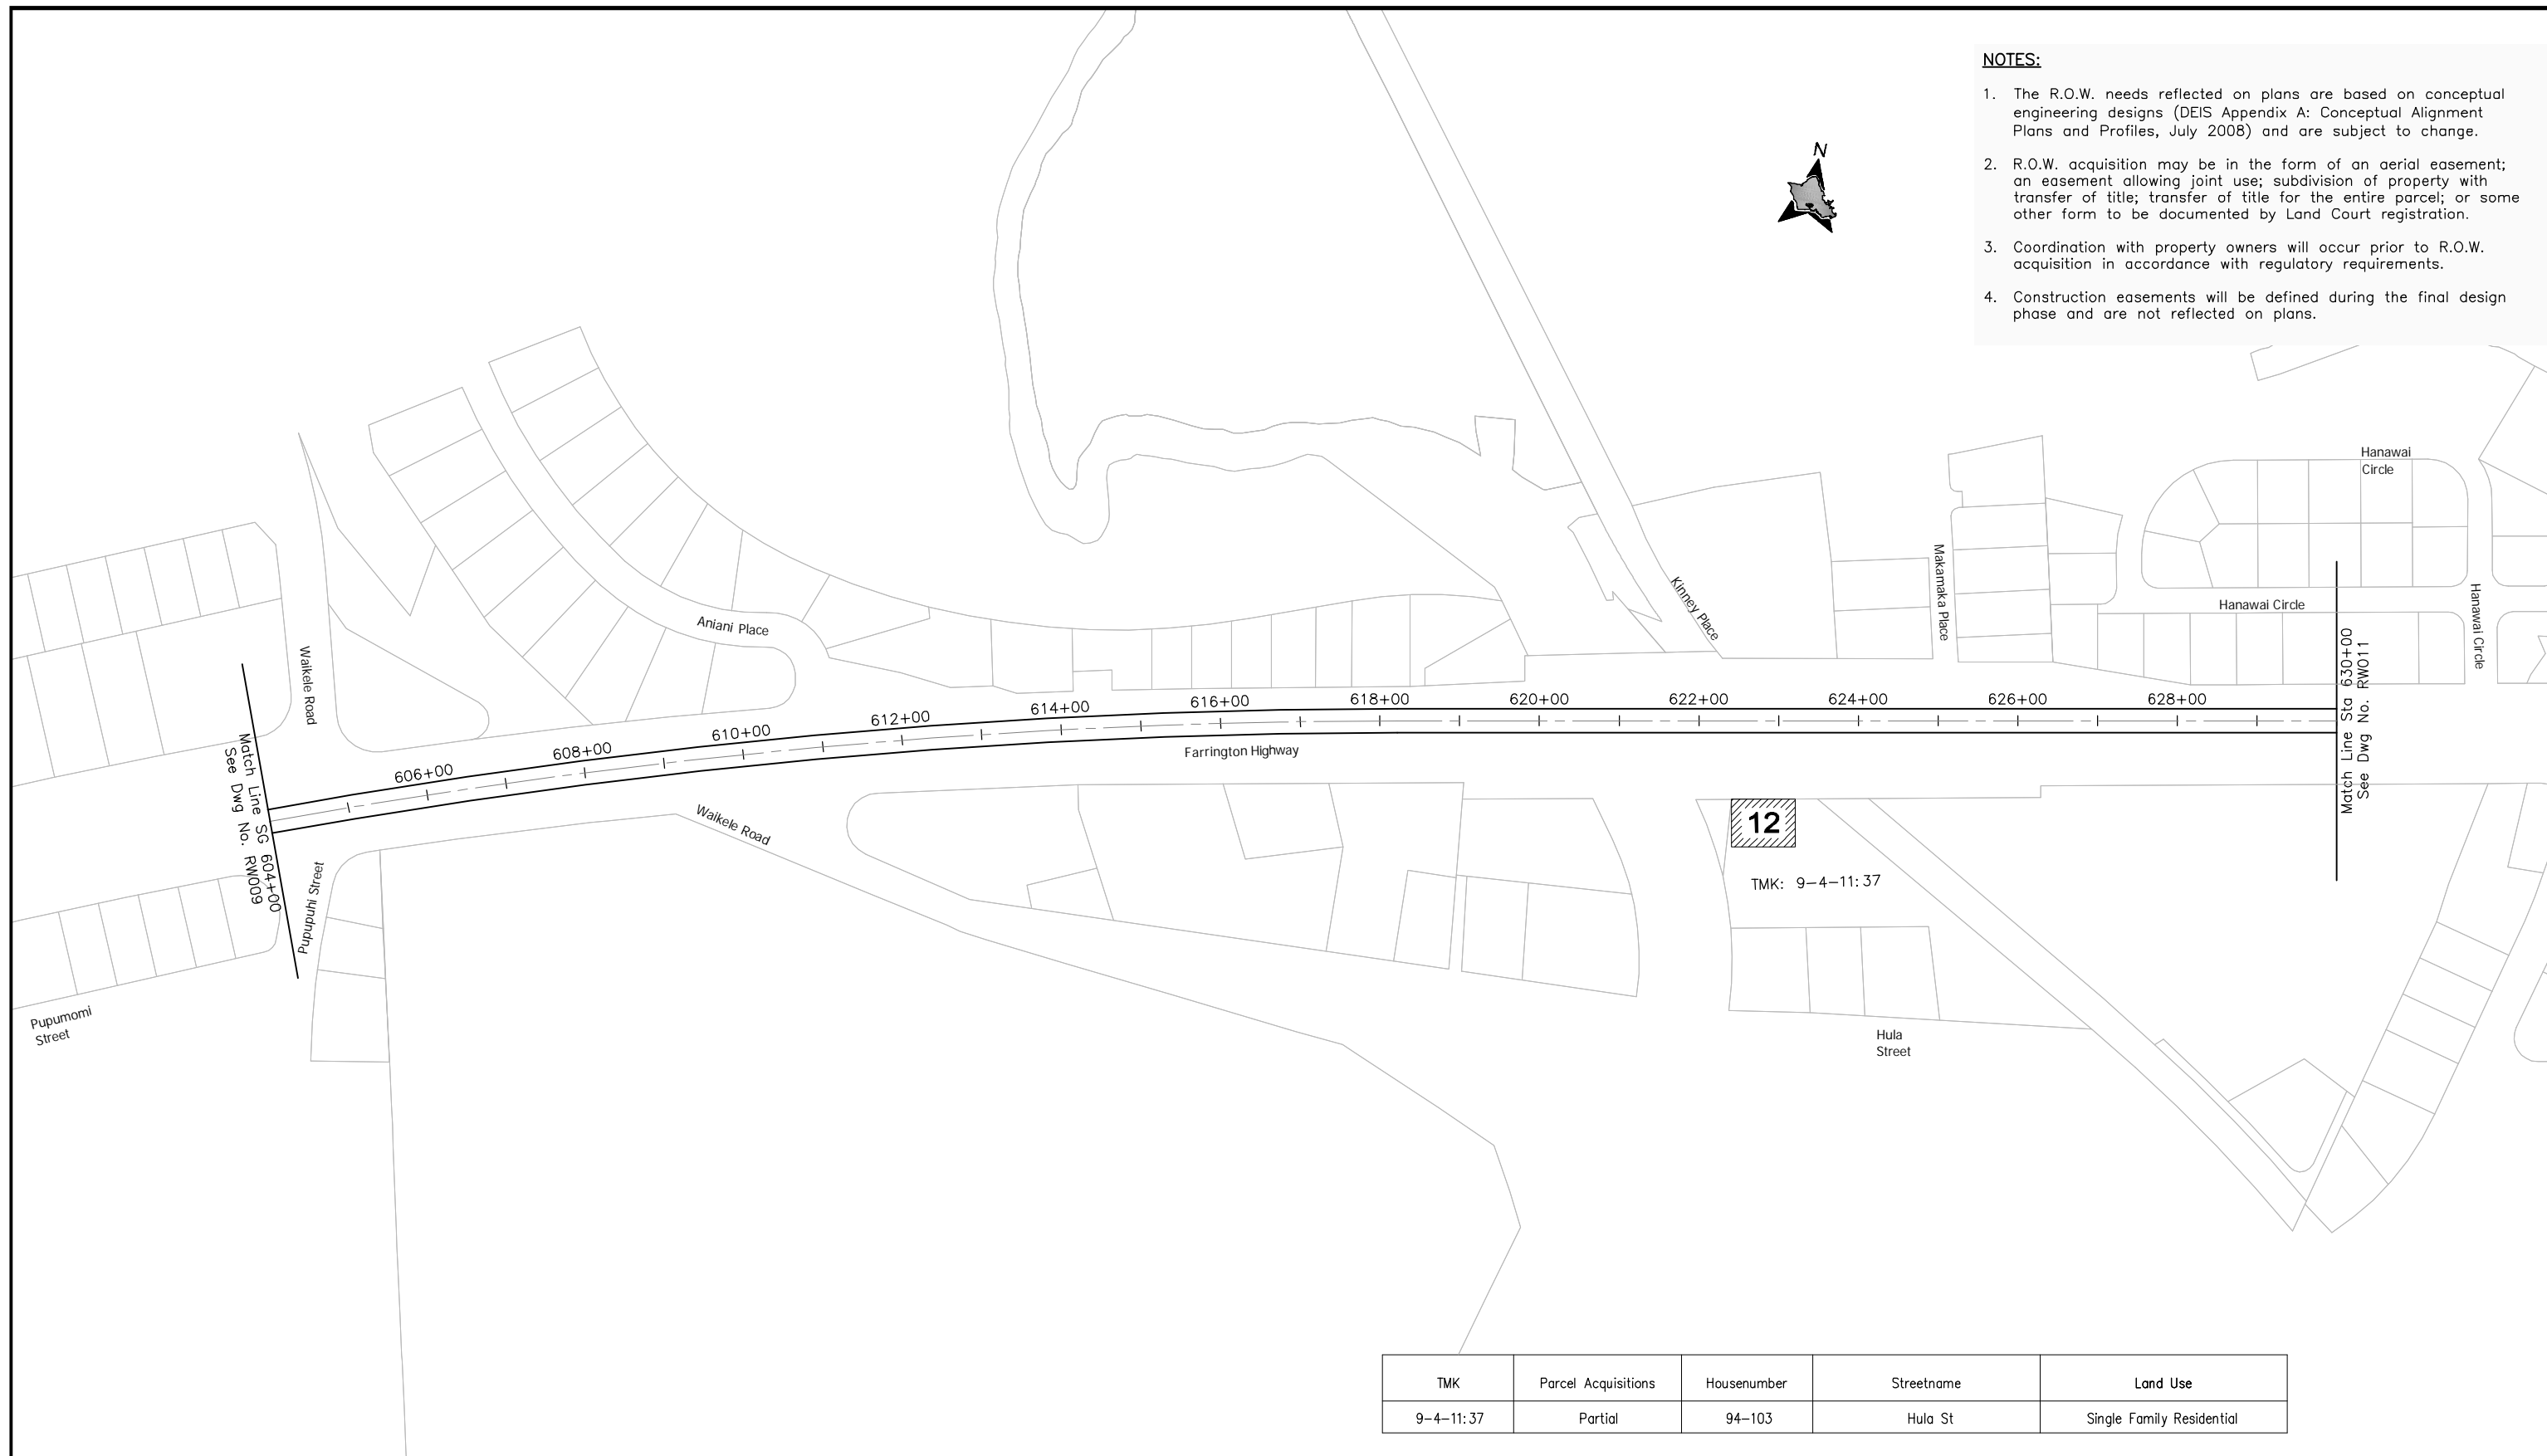 NOTES:
1. The R.O.W. needs reflected on plans are based on conceptual
engineering designs (DEIS Appendix A: Conceptual Alignment
Plans and Profiles, July 2008) and are subject to change.
2. R.O.W. acquisition may be in the form of an aerial easement;
an easement allowing joint use; subdivision of property with
transfer of title; transfer of title for the entire parcel; or some
other form to be documented by Land Court registration.
3. Coordination with property owners will occur prior to R.O.W.
acquisition in accordance with regulatory requirements.
4. Construction easements will be defined during the final design
phase and are not reflected on plans.
N
Hanawai
Circle
Hanawai Circle
Hanawai Circle
Makamaka Place
Kinney Place
Aniani Place
Waikele Road
Match Line SG 604+00
See Dwg No. RW009
606+00
608+00
610+00
612+00
614+00
616+00
618+00
620+00
622+00
624+00
626+00
628+00
Match Line Sta 630+00
See Dwg No. RW011
Farrington Highway
Waikele Road
Pupupuhi Street
Pupumomi
Street
12
TMK: 9-4-11:37
Hula
Street
TMK Parcel Acquisitions Housenumber Streetname Land Use
9-4-11:37 Partial 94-103 Hula St Single Family Residential